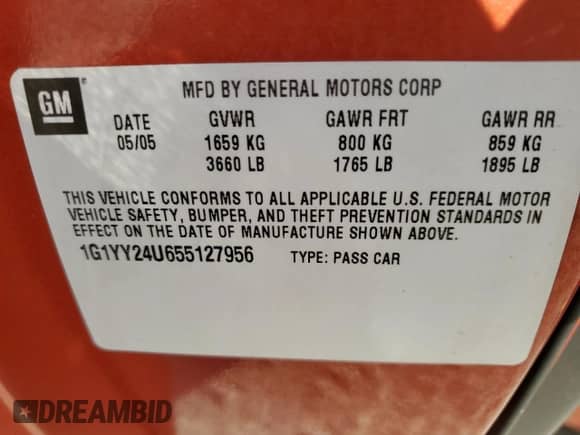 GM ® MFD BY GENERAL MOTORS CORP
DATE GVWR GAWR FRT GAWR RR
05/05 1659 KG 800 KG 859 KG
3660 LB 1765 LB 1895 LB
THIS VEHICLE CONFORMS TO ALL APPLICABLE U.S. FEDERAL MOTOR
VEHICLE SAFETY, BUMPER, AND THEFT PREVENTION STANDARDS IN
EFFECT ON THE DATE OF MANUFACTURE SHOWN ABOVE.
1G1YY24U655127956 TYPE: PASS CAR
DREAMBID